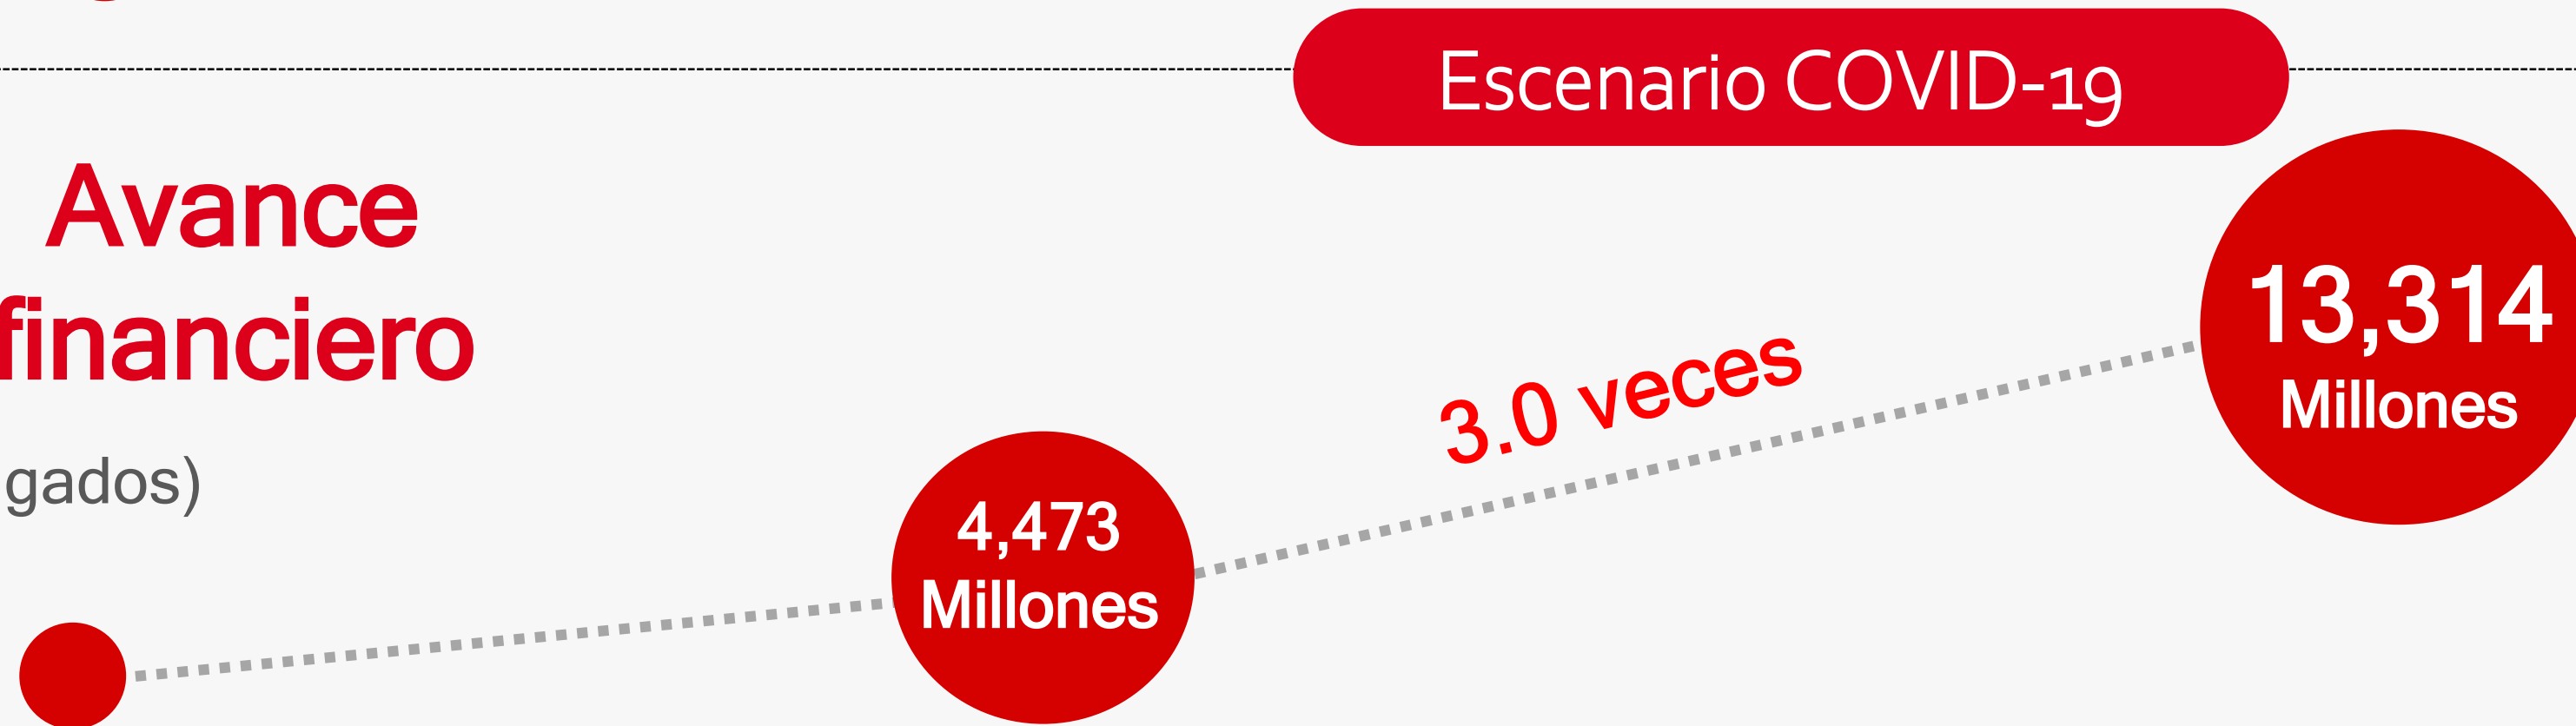 Escenario COVID-19
Avance
financiero
gados)
3.0 veces
13,314
Millones
4,473
Millones